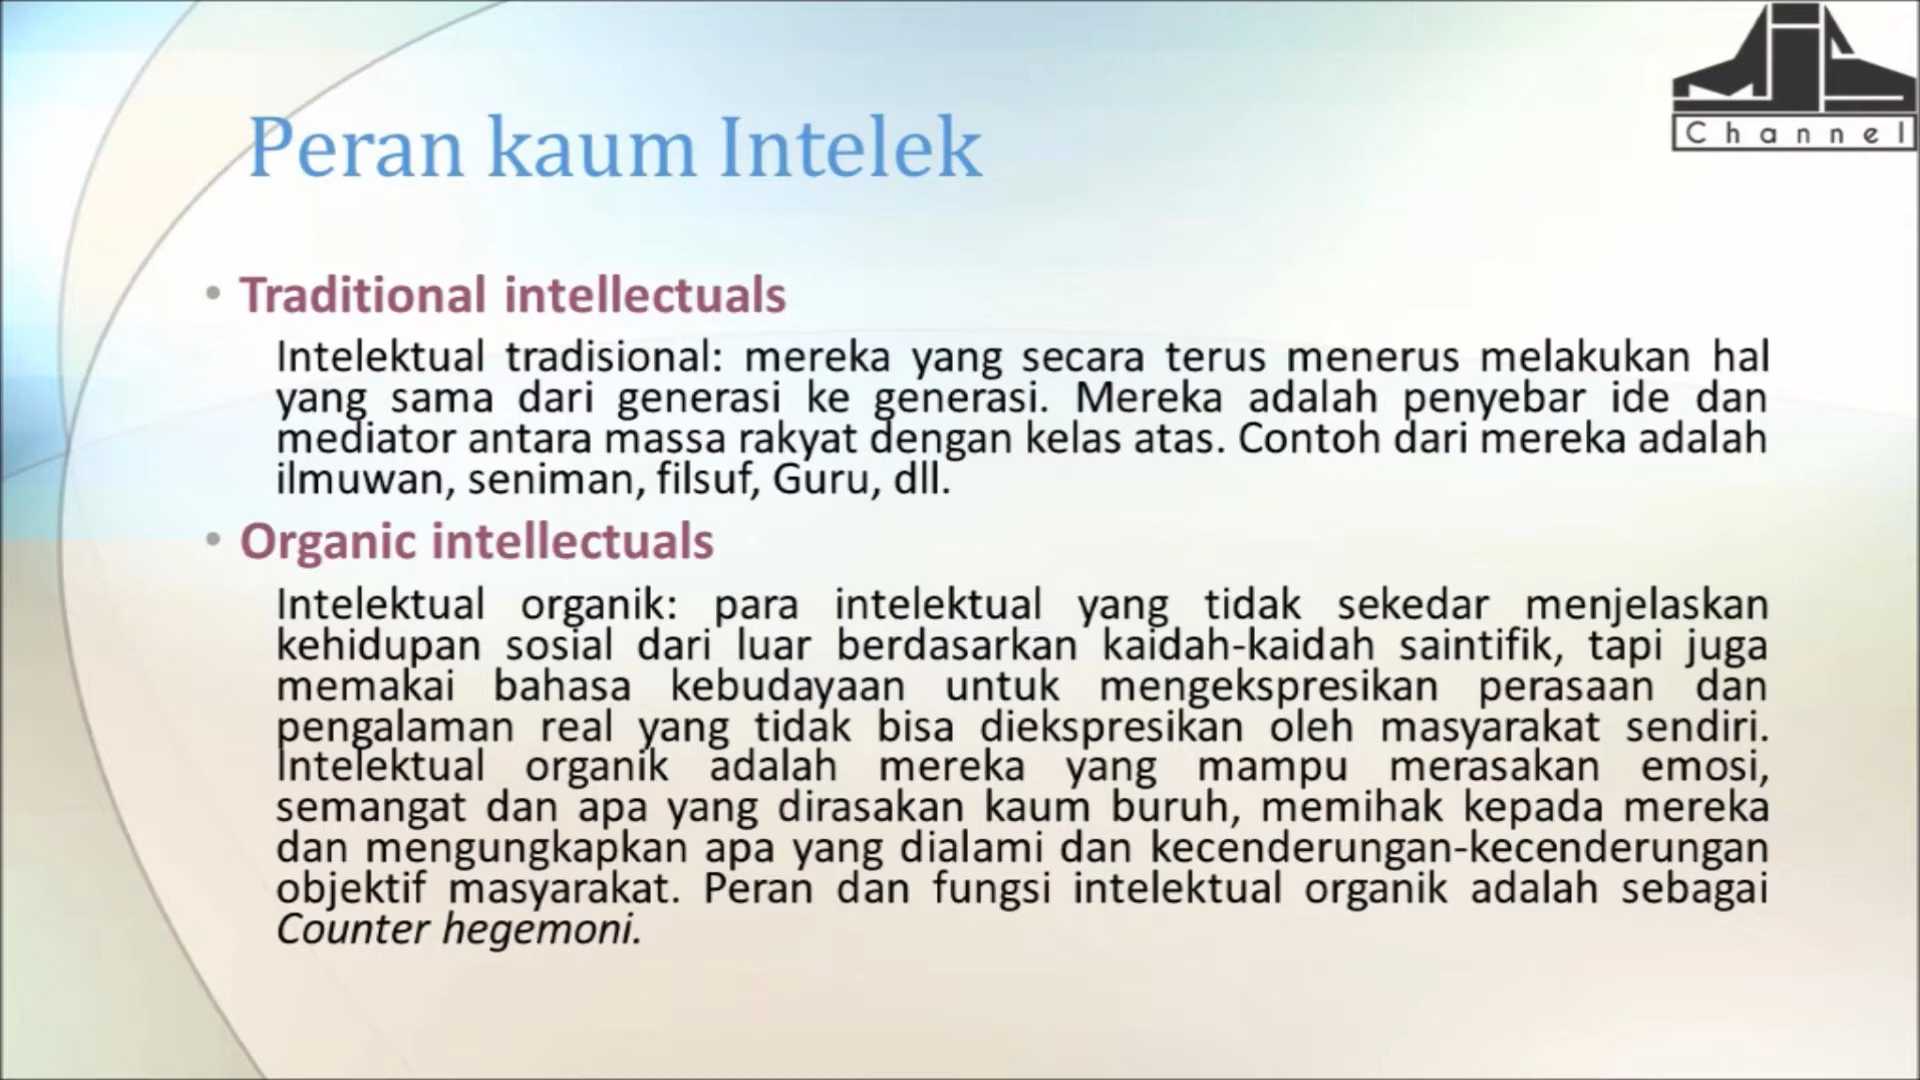 Peran kaum Intelek
Channel
• Traditional intellectuals
Intelektual tradisional: mereka yang secara terus menerus melakukan hal
yang sama dari generasi ke generasi. Mereka adalah penyebar ide dan
mediator antara massa rakyat dengan kelas atas. Contoh dari mereka adalah
ilmuwan, seniman, filsuf, Guru, dll.
• Organic intellectuals
Intelektual organik: para intelektual yang tidak sekedar menjelaskan
kehidupan sosial dari luar berdasarkan kaidah-kaidah saintifik, tapi juga
memakai bahasa kebudayaan untuk mengekspresikan perasaan dan
pengalaman real yang tidak bisa diekspresikan oleh masyarakat sendiri.
Intelektual organik adalah mereka yang mampu merasakan emosi,
semangat dan apa yang dirasakan kaum buruh, memihak kepada mereka
dan mengungkapkan apa yang dialami dan kecenderungan-kecenderungan
objektif masyarakat. Peran dan fungsi intelektual organik adalah sebagai
Counter hegemoni.